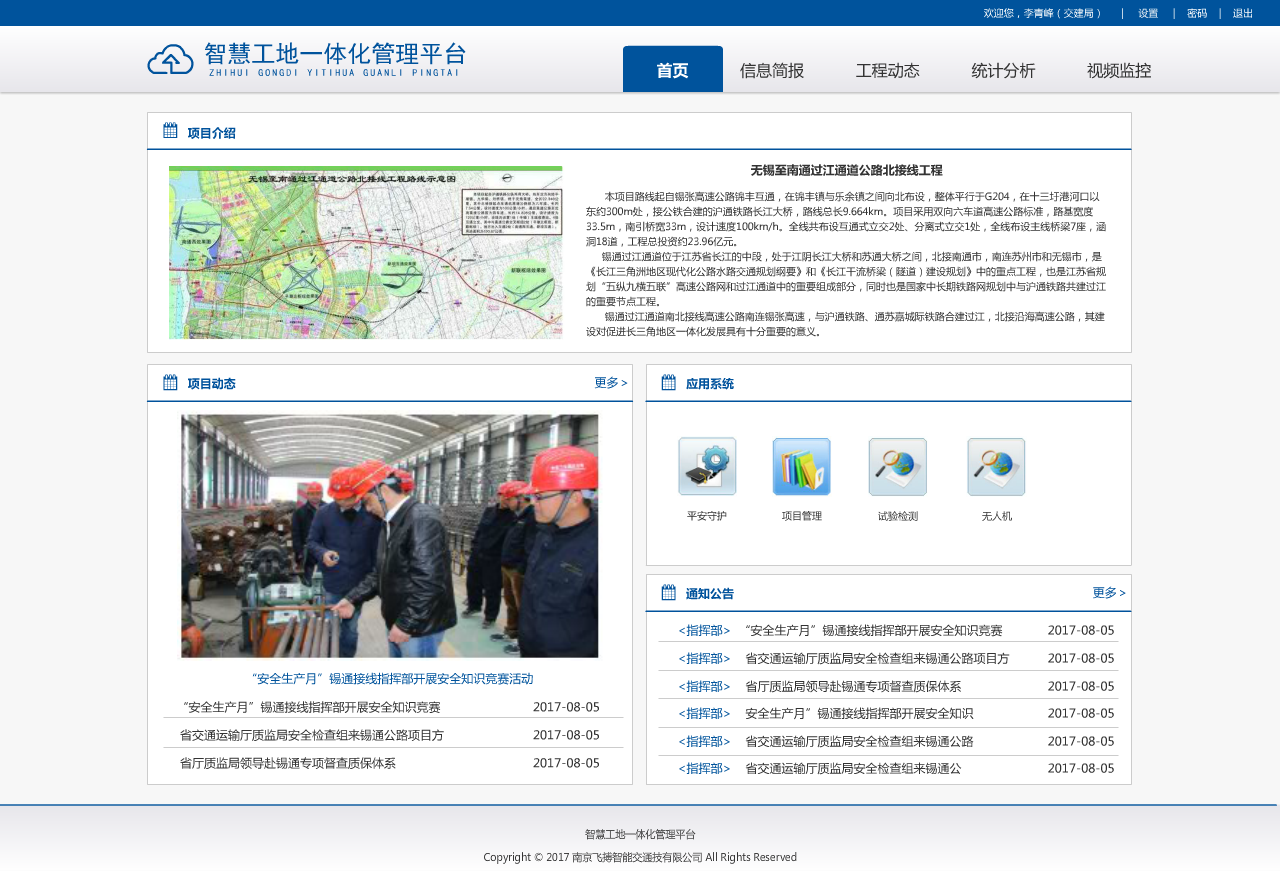 欢迎您，李青峰（交建局） | 设置 | 密码 | 退出
智慧工地一体化管理平台
ZHIHUI GONGDI YITIHUA GUANLI PINGTAI
首页 信息简报 工程动态 统计分析 视频监控
项目介绍
无锡至南通过江通道公路北接线工程路线示意图
无锡至南通过江通道公路北接线工程
本项目路线起自锡张高速公路锦丰互通，在锦丰镇与乐余镇之间向北布设，整体平行于G204，在十三圩港河口以
东约300m处，接公铁合建的沪通铁路长江大桥，路线总长9.664km。项目采用双向六车道高速公路标准，路基宽度
33.5m，南引桥宽33m，设计速度100km/h。全线共布设互通式立交2处、分离式立交1处，全线布设主线桥梁7座，涵
洞18道，工程总投资约23.96亿元。
锡通过江通道位于江苏省长江的中段，处于江阴长江大桥和苏通大桥之间，北接南通市，南连苏州市和无锡市，是
《长江三角洲地区现代化公路水路交通规划纲要》和《长江干流桥梁（隧道）建设规划》中的重点工程，也是江苏省规
划“五纵九横五联”高速公路网和过江通道中的重要组成部分，同时也是国家中长期铁路网规划中与沪通铁路共建过江
的重要节点工程。
锡通过江通道南北接线高速公路南连锡张高速，与沪通铁路、通苏嘉城际铁路合建过江，北接沿海高速公路，其建
设对促进长三角地区一体化发展具有十分重要的意义。
项目动态 更多 >
“安全生产月”锡通接线指挥部开展安全知识竞赛活动
“安全生产月”锡通接线指挥部开展安全知识竞赛 2017-08-05
省交通运输厅质监局安全检查组来锡通公路项目方 2017-08-05
省厅质监局领导赴锡通专项督查质保体系 2017-08-05
应用系统
平安守护 项目管理 试验检测 无人机
通知公告 更多 >
<指挥部> “安全生产月”锡通接线指挥部开展安全知识竞赛 2017-08-05
<指挥部> 省交通运输厅质监局安全检查组来锡通公路项目方 2017-08-05
<指挥部> 省厅质监局领导赴锡通专项督查质保体系 2017-08-05
<指挥部> 安全生产月”锡通接线指挥部开展安全知识 2017-08-05
<指挥部> 省交通运输厅质监局安全检查组来锡通公路 2017-08-05
<指挥部> 省交通运输厅质监局安全检查组来锡通公 2017-08-05
智慧工地一体化管理平台
Copyright © 2017 南京飞搏智能交通技有限公司 All Rights Reserved